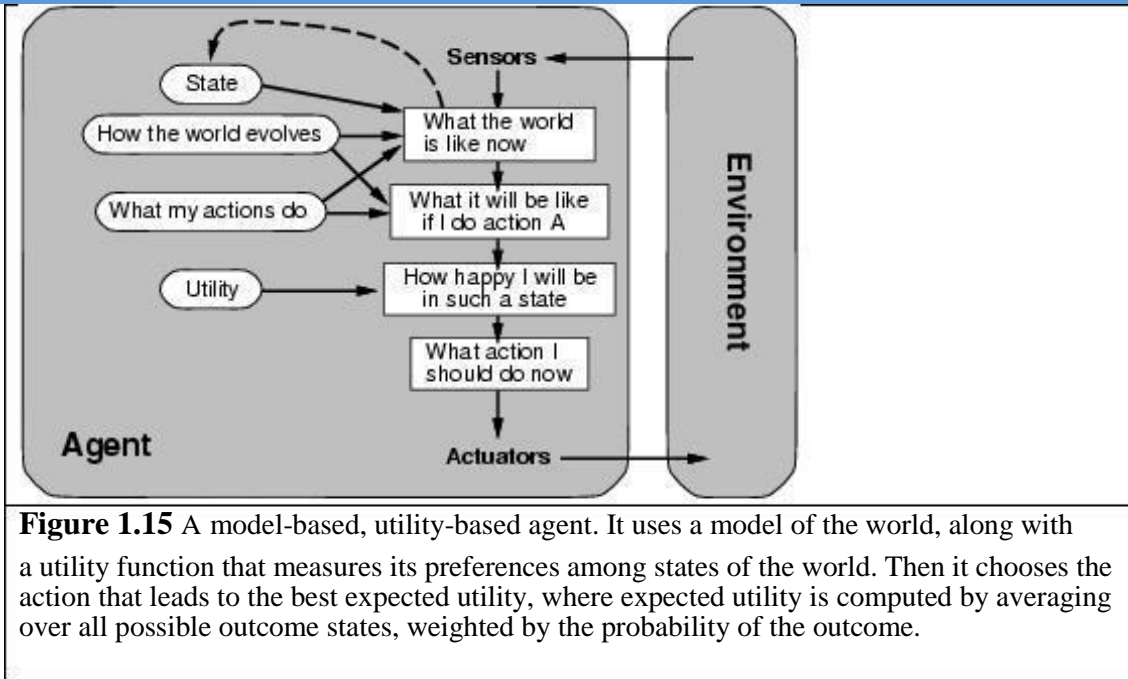 Sensors
State
How the world evolves
What my actions do
Utility
What the world
is like now
What it will be like
if I do action A
How happy I will be
in such a state
What action I
should do now
Agent
Actuators
Environment
Figure 1.15 A model-based, utility-based agent. It uses a model of the world, along with
a utility function that measures its preferences among states of the world. Then it chooses the
action that leads to the best expected utility, where expected utility is computed by averaging
over all possible outcome states, weighted by the probability of the outcome.